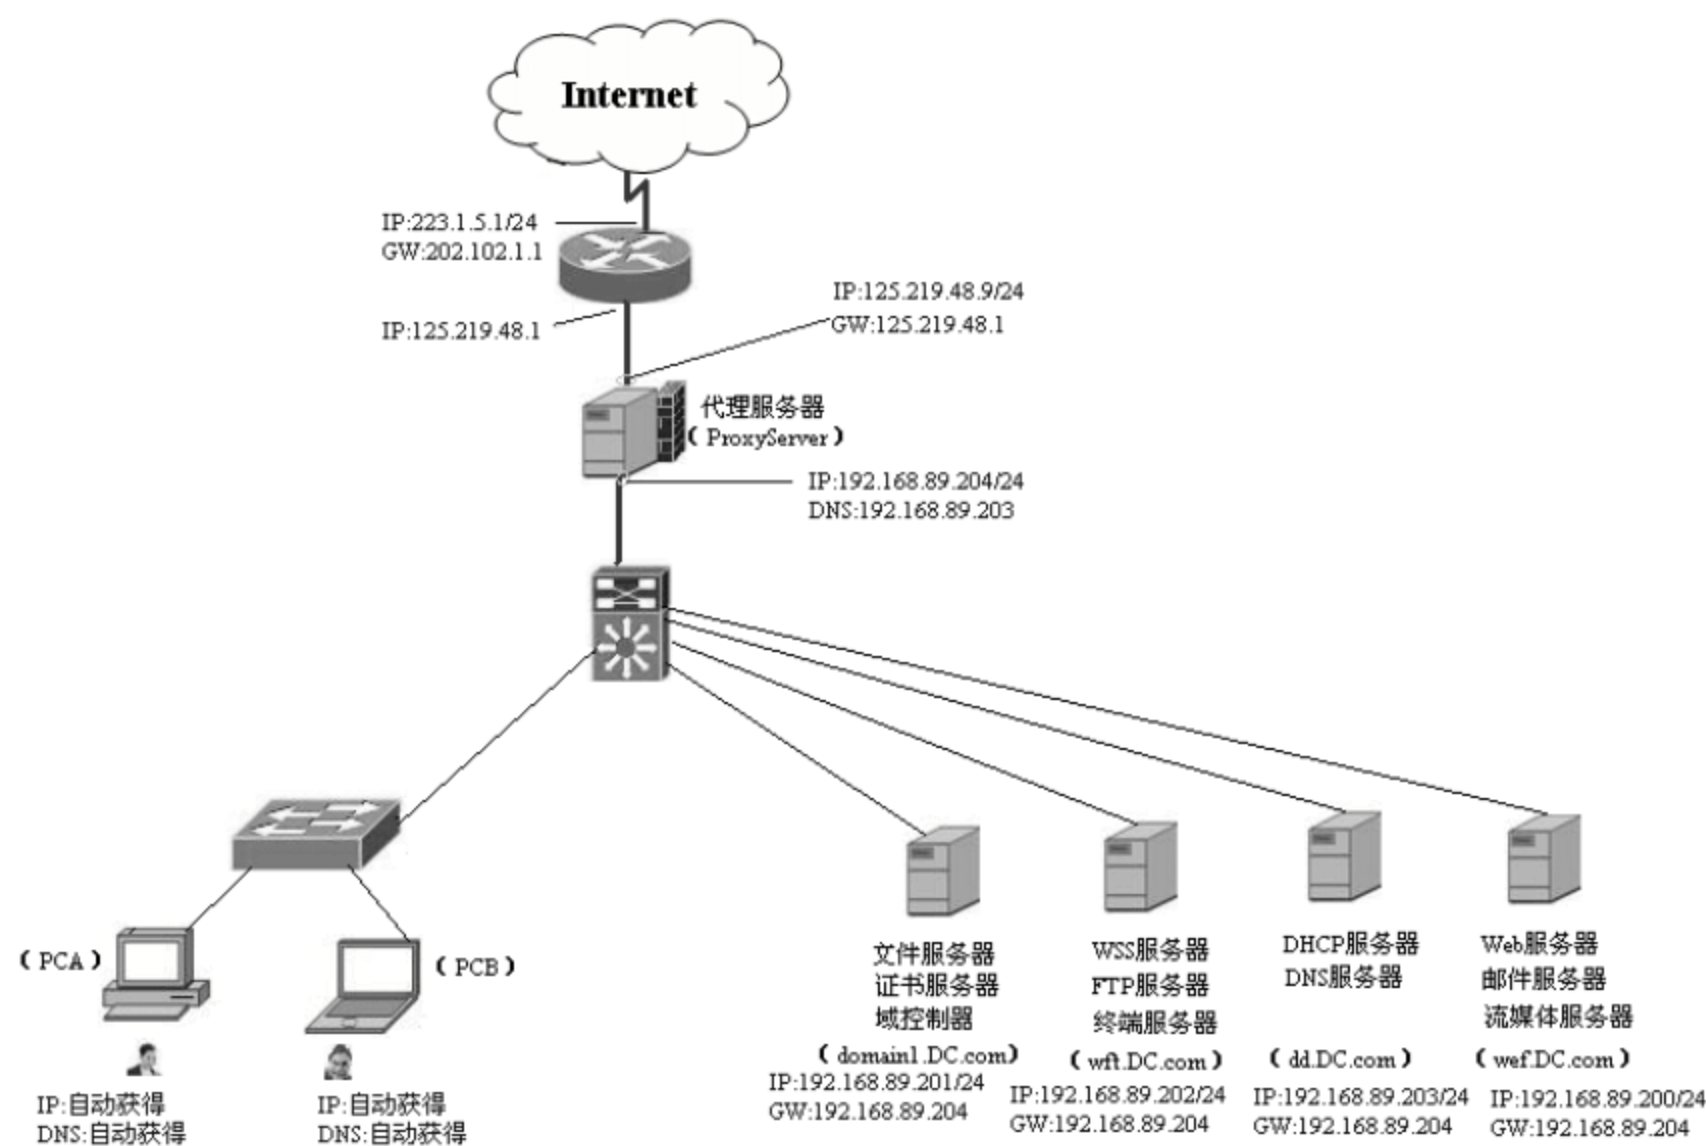 Internet
IP:223.1.5.1/24
GW:202.102.1.1
IP:125.219.48.9/24
GW:125.219.48.1
IP:125.219.48.1
代理服务器
( ProxyServer )
IP:192.168.89.204/24
DNS:192.168.89.203
( PCA )
( PCB )
IP:自动获得
DNS:自动获得
IP:自动获得
DNS:自动获得
文件服务器
证书服务器
域控制器
( domain1.DC.com)
IP:192.168.89.201/24
GW:192.168.89.204
WSS服务器
FTP服务器
终端服务器
( wft.DC.com )
IP:192.168.89.202/24
GW:192.168.89.204
DHCP服务器
DNS服务器
( dd.DC.com )
IP:192.168.89.203/24
GW:192.168.89.204
Web服务器
邮件服务器
流媒体服务器
( wef.DC.com )
IP:192.168.89.200/24
GW:192.168.89.204